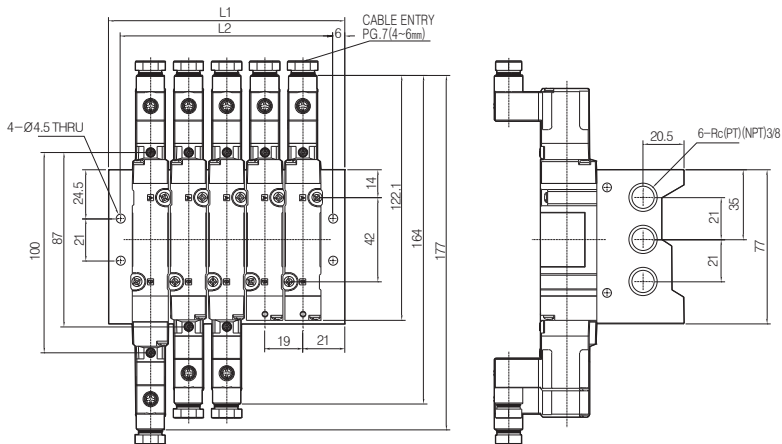 L1
L2
6
CABLE ENTRY
PG.7(4~6mm)
4-Ø4.5 THRU
24.5
21
87
100
14
42
122.1
164
177
19
21
20.5
6-Rc(PT)(NPT)3/8
21
21
35
77